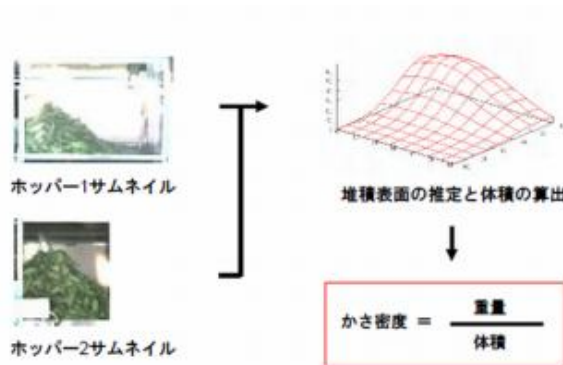 ホッパー1サムネイル
ホッパー2サムネイル
堆積表面の推定と体積の算出
かさ密度 = 重量
体積